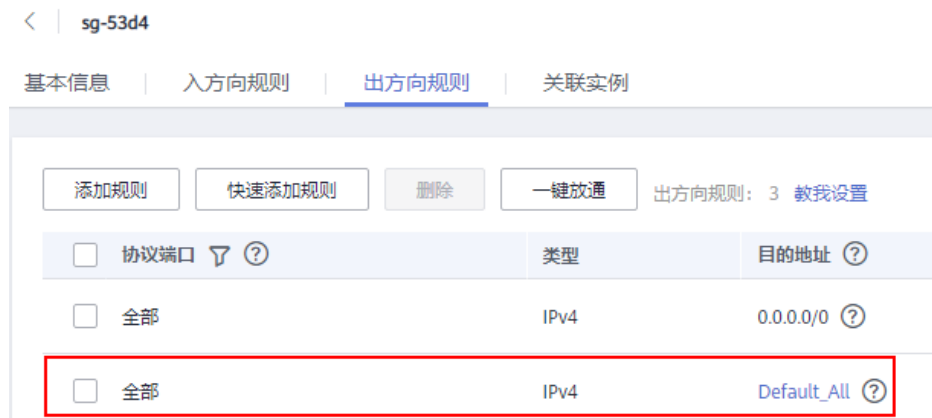 sg-53d4
基本信息 入方向规则 出方向规则 关联实例
添加规则 快速添加规则 删除 一键放通 出方向规则: 3 教我设置
协议端口 类型 目的地址
全部 IPv4 0.0.0.0/0
全部 IPv4 Default_All